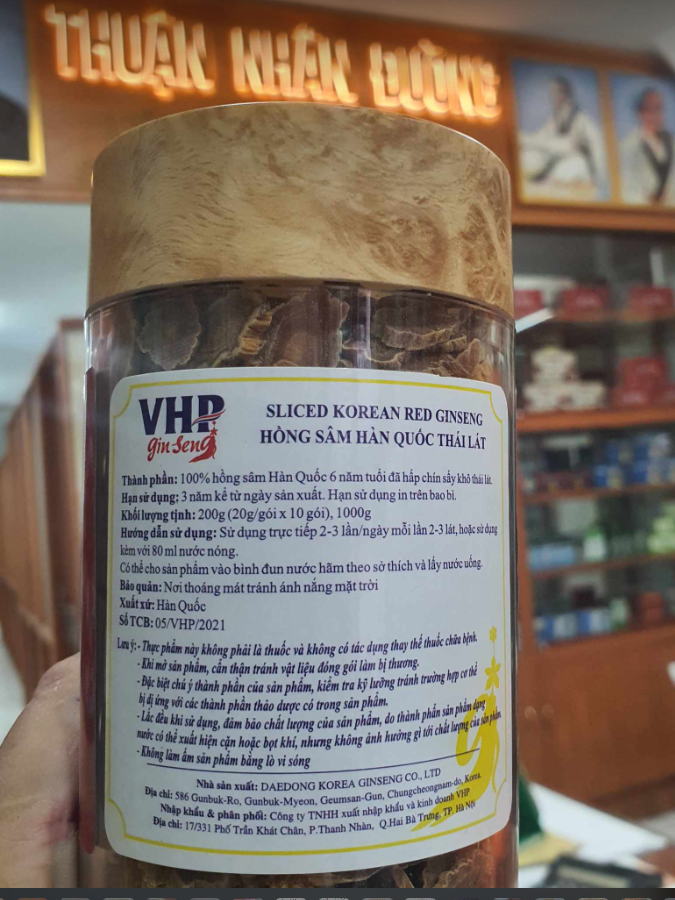 THUẬN NHÂN ĐƯỜNG
VHP
ginseng
SLICED KOREAN RED GINSENG
HỒNG SÂM HÀN QUỐC THÁI LÁT
Thành phần: 100% hồng sâm Hàn Quốc 6 năm tuổi đã hấp chín sấy khô thái lát.
Hạn sử dụng: 3 năm kể từ ngày sản xuất. Hạn sử dụng in trên bao bì.
Khối lượng tịnh: 200g (20g/gói x 10 gói), 1000g
Hướng dẫn sử dụng: Sử dụng trực tiếp 2-3 lần/ngày mỗi lần 2-3 lát, hoặc sử dụng
kèm với 80 ml nước nóng.
Có thể cho sản phẩm vào bình đun nước hãm theo sở thích và lấy nước uống.
Bảo quản: Nơi thoáng mát tránh ánh nắng mặt trời
Xuất xứ: Hàn Quốc
Số TCB: 05/VHP/2021
Lưu ý: - Thực phẩm này không phải là thuốc và không có tác dụng thay thế thuốc chữa bệnh.
- Khi mở sản phẩm, cẩn thận tránh vật liệu đóng gói làm bị thương.
- Đặc biệt chú ý thành phần của sản phẩm, kiểm tra kỹ lưỡng tránh trường hợp cơ thể
bị dị ứng với các thành phần thảo dược có trong sản phẩm.
- Lắc đều khi sử dụng, đảm bảo chất lượng của sản phẩm, do thành phần sản phẩm dạng
nước có thể xuất hiện cặn hoặc bọt khí, nhưng không ảnh hưởng gì tới chất lượng của sản phẩm.
- Không làm ấm sản phẩm bằng lò vi sóng
Nhà sản xuất: DAEDONG KOREA GINSENG CO., LTD
Địa chỉ: 586 Gunbuk-Ro, Gunbuk-Myeon, Geumsan-Gun, Chungcheongnam-do, Korea.
Nhập khẩu & phân phối: Công ty TNHH xuất nhập khẩu và kinh doanh VHP
Địa chỉ: 17/331 Phố Trần Khát Chân, P.Thanh Nhàn, Q.Hai Bà Trưng, TP. Hà Nội